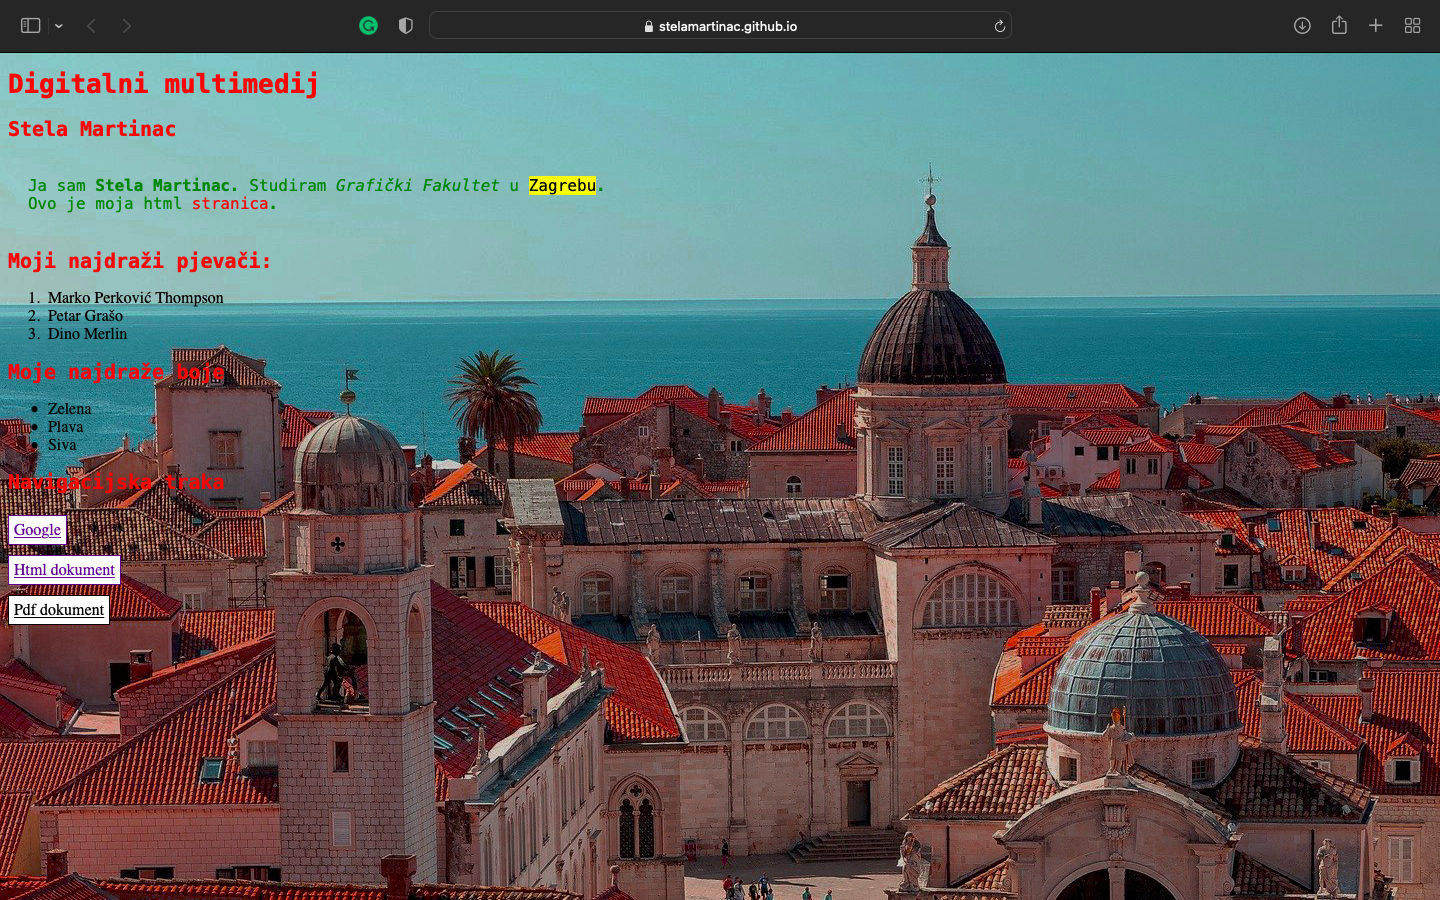 stelamartinac.github.io
Digitalni multimedij
Stela Martinac
Ja sam Stela Martinac. Studiram Grafički Fakultet u Zagrebu.
Ovo je moja html stranica.
Moji najdraži pjevači:
1. Marko Perković Thompson
2. Petar Grašo
3. Dino Merlin
Moje najdraže boje
• Zelena
• Plava
• Siva
Navigacijska traka
Google
Html dokument
Pdf dokument